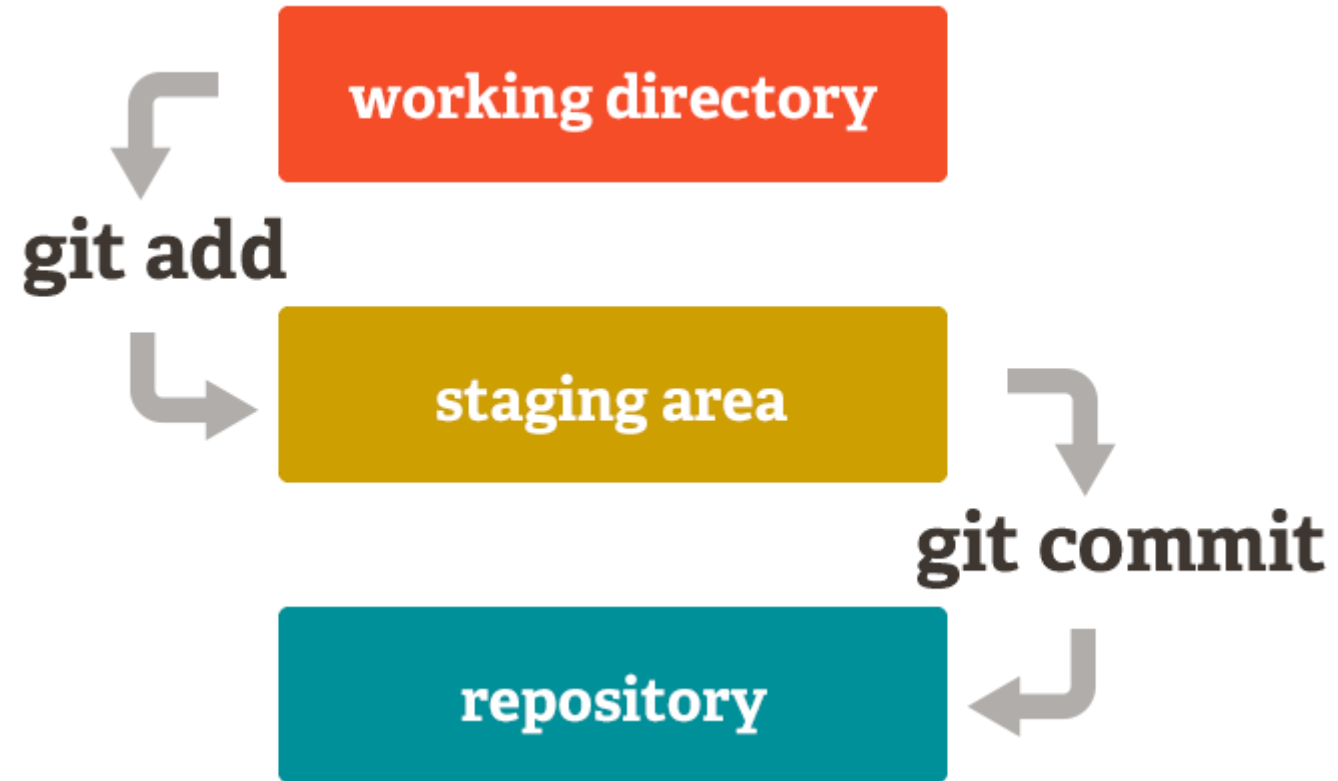 working directory
git add
staging area
git commit
repository